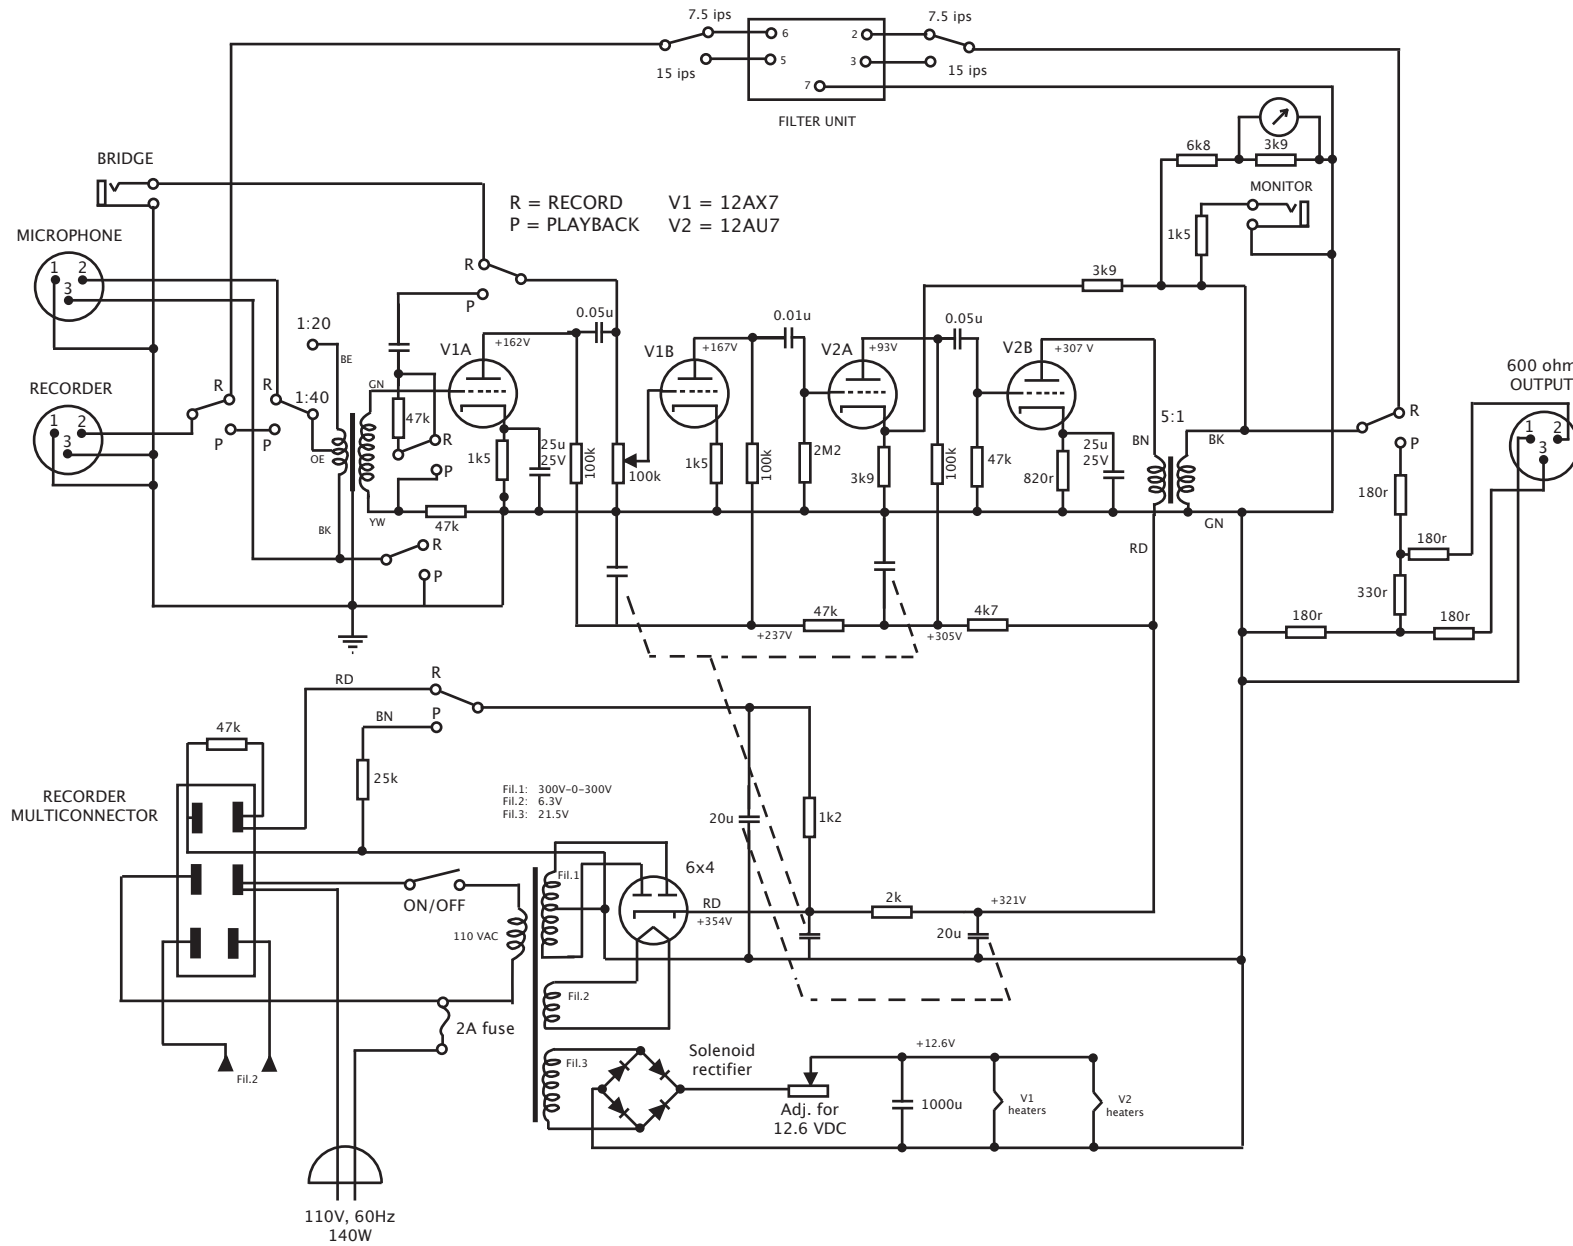 7.5 ips
7.5 ips
6
2
15 ips
5
3
15 ips
7
FILTER UNIT
BRIDGE
6k8
3k9
MONITOR
R = RECORD
V1 = 12AX7
P = PLAYBACK
V2 = 12AU7
MICROPHONE
1
2
3
R
P
1k5
3k9
1:20
0.05u
0.01u
0.05u
V1A
+162V
V1B
+167V
V2A
+93V
V2B
+307 V
BE
GN
RECORDER
R
R
1:40
P
P
1
2
3
OE
47k
R
P
1k5
25u
25V
100k
100k
1k5
100k
2M2
3k9
100k
47k
820r
25u
25V
5:1
BN
BK
R
P
600 ohm
OUTPUT
1
2
3
180r
BK
YW
47k
GN
R
P
RD
180r
330r
180r
180r
47k
4k7
+237V
+305V
RD
R
BN
P
47k
25k
RECORDER
MULTICONNECTOR
Fil.1: 300V-0-300V
Fil.2: 6.3V
Fil.3: 21.5V
20u
1k2
6x4
Fil.1
ON/OFF
RD
+354V
2k
+321V
110 VAC
20u
Fil.2
2A fuse
Fil.2
Fil.3
Solenoid
rectifier
+12.6V
Adj. for
12.6 VDC
1000u
V1
heaters
V2
heaters
110V, 60Hz
140W